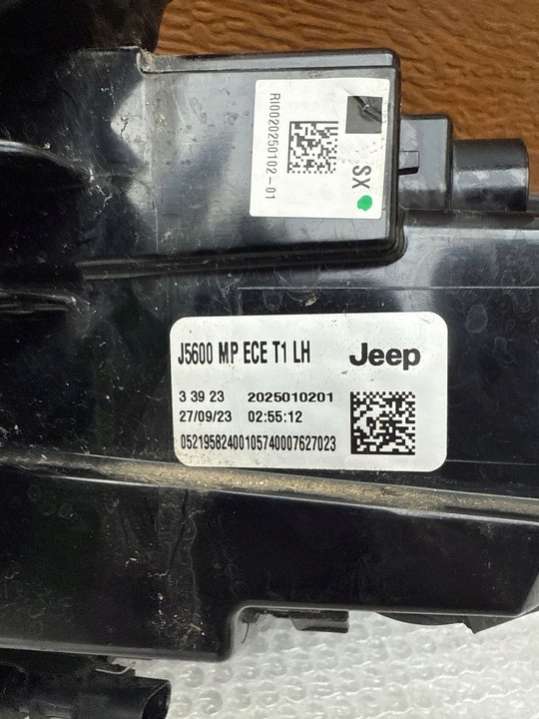 RI0020250102-01
SX
J5600 MP ECE T1 LH Jeep
3 39 23 2025010201
27/09/23 02:55:12
05219582400105740007627023